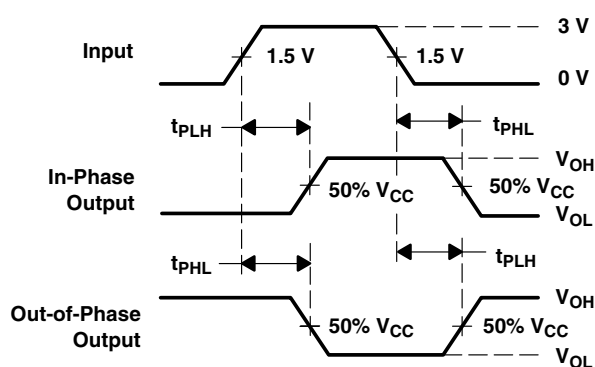 3 V
Input
1.5 V
1.5 V
0 V
tPLH
tPHL
VOH
In-Phase
Output
50% VCC
50% VCC
VOL
tPHL
tPLH
VOH
Out-of-Phase
Output
50% VCC
50% VCC
VOL